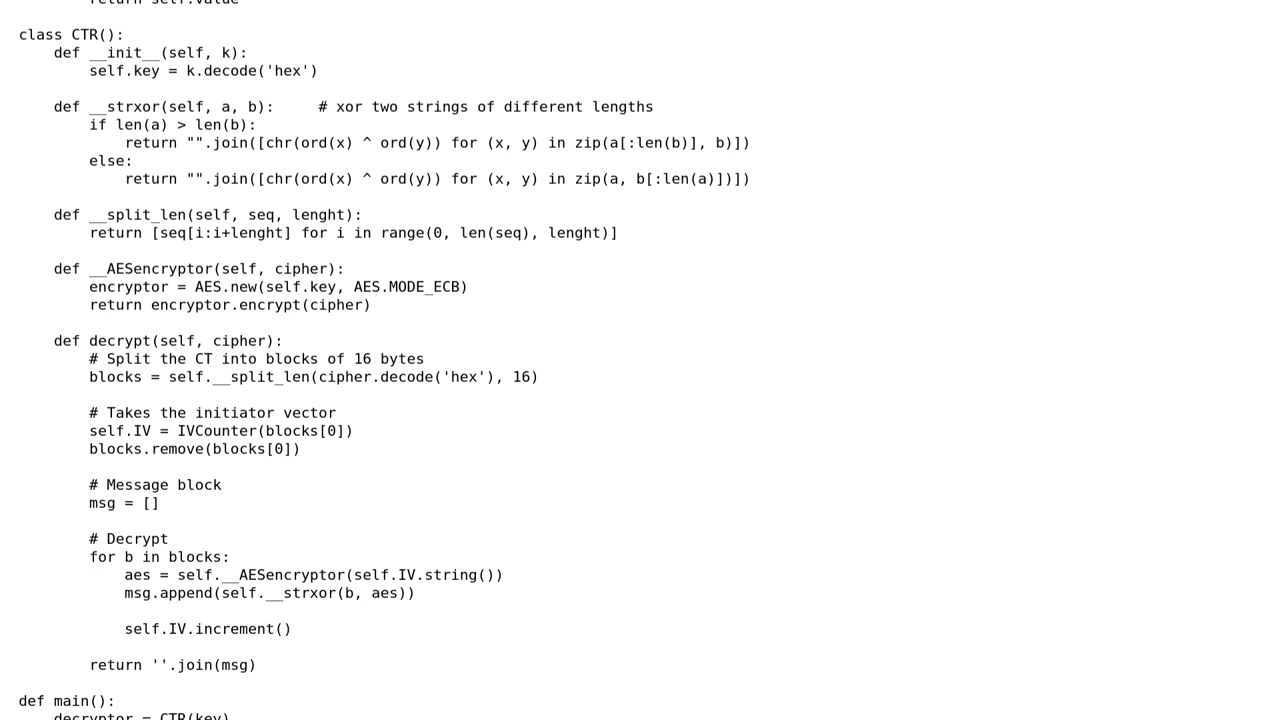 return self.value
class CTR():
    def __init__(self, k):
        self.key = k.decode('hex')

    def __strxor(self, a, b):     # xor two strings of different lengths
        if len(a) > len(b):
            return "".join([chr(ord(x) ^ ord(y)) for (x, y) in zip(a[:len(b)], b)])
        else:
            return "".join([chr(ord(x) ^ ord(y)) for (x, y) in zip(a, b[:len(a)])])

    def __split_len(self, seq, lenght):
        return [seq[i:i+lenght] for i in range(0, len(seq), lenght)]

    def __AESencryptor(self, cipher):
        encryptor = AES.new(self.key, AES.MODE_ECB)
        return encryptor.encrypt(cipher)

    def decrypt(self, cipher):
        # Split the CT into blocks of 16 bytes
        blocks = self.__split_len(cipher.decode('hex'), 16)

        # Takes the initiator vector
        self.IV = IVCounter(blocks[0])
        blocks.remove(blocks[0])

        # Message block
        msg = []

        # Decrypt
        for b in blocks:
            aes = self.__AESencryptor(self.IV.string())
            msg.append(self.__strxor(b, aes))

            self.IV.increment()

        return ''.join(msg)

def main():
    decryptor = CTR(key)